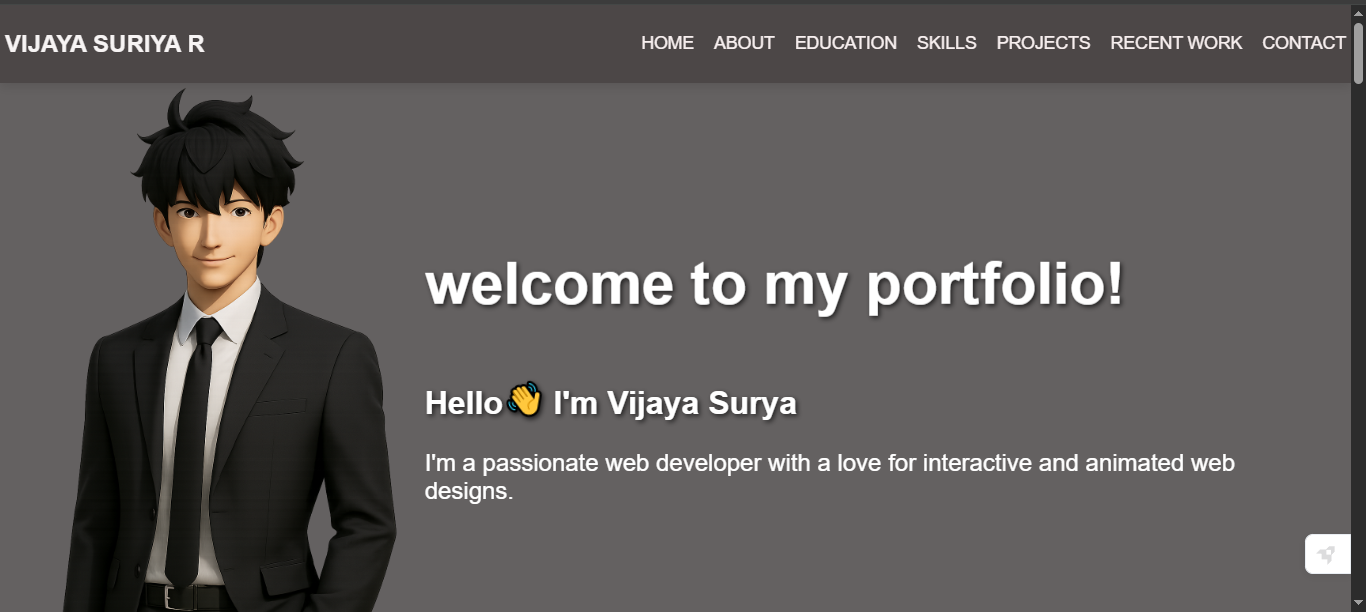 VIJAYA SURIYA R
HOME ABOUT EDUCATION SKILLS PROJECTS RECENT WORK CONTACT
welcome to my portfolio!
Hello👋 I'm Vijaya Surya
I'm a passionate web developer with a love for interactive and animated web
designs.